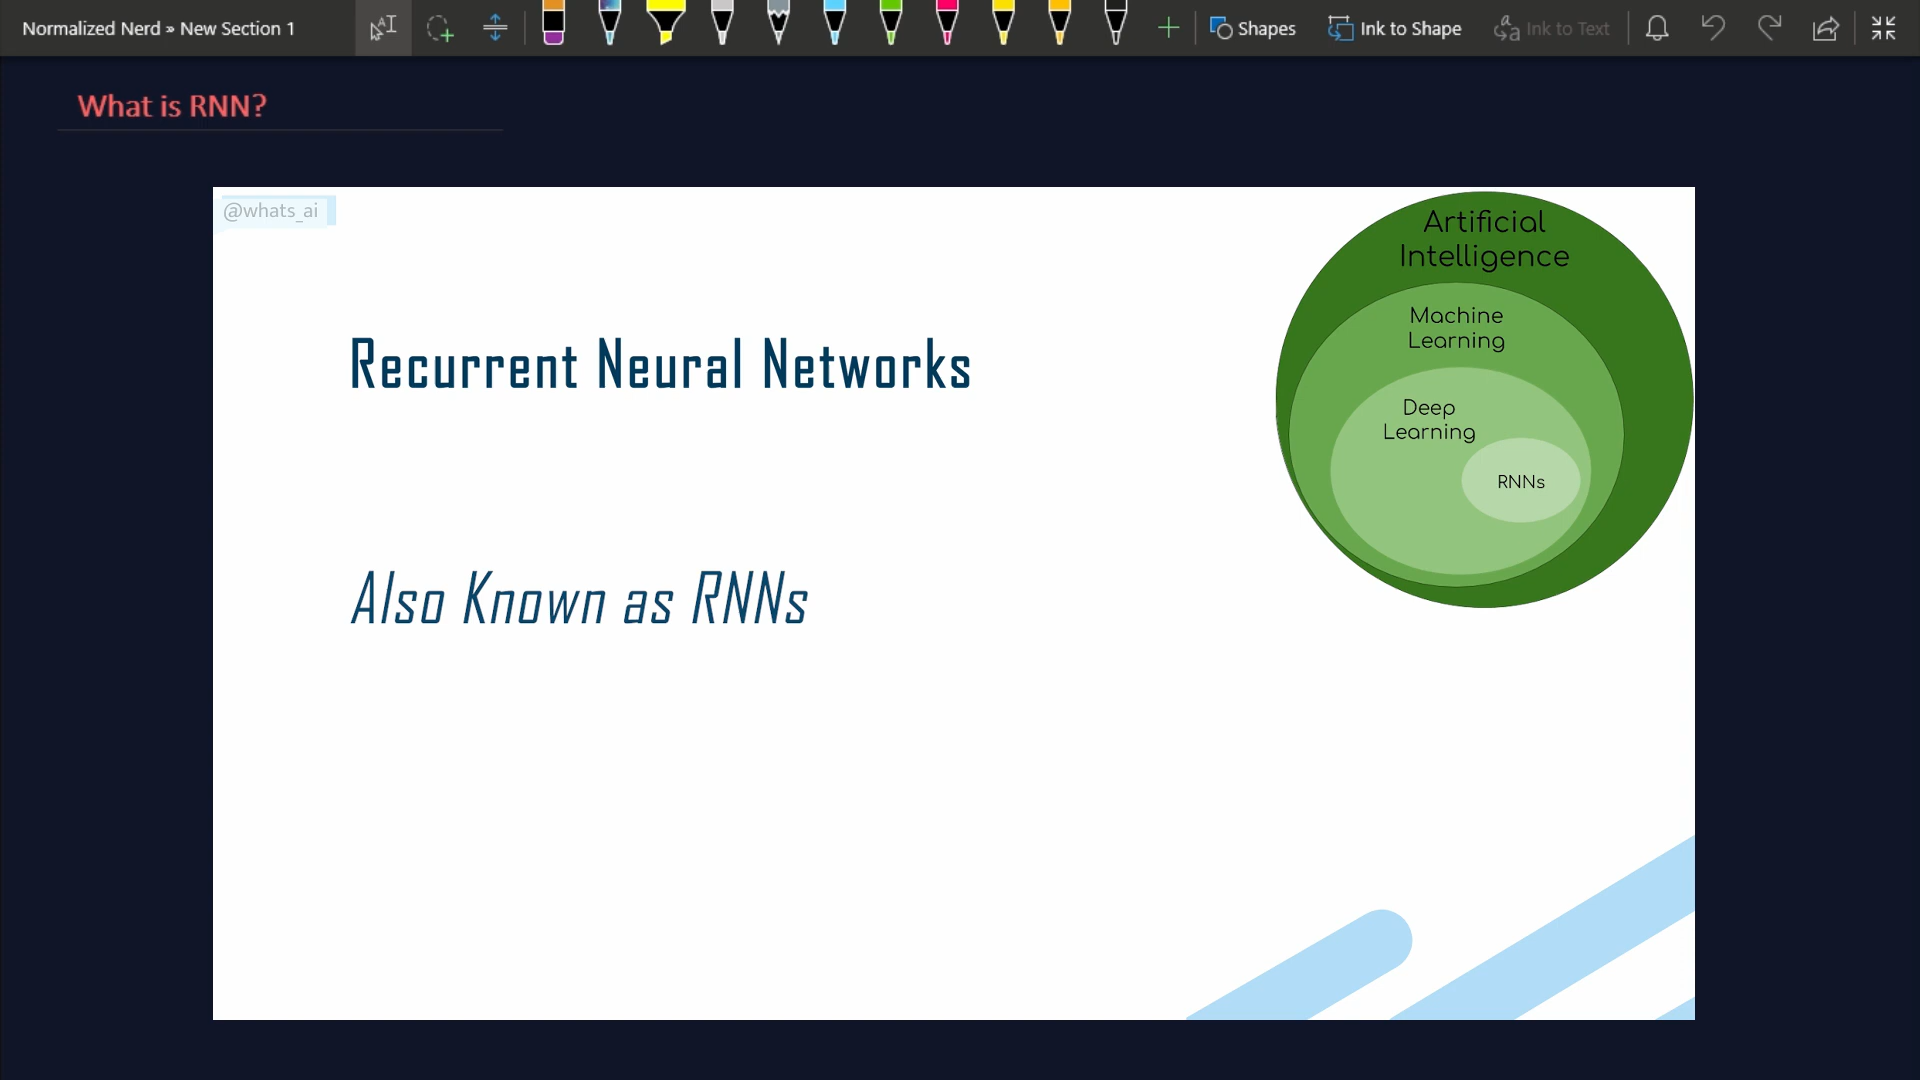 Normalized Nerd » New Section 1
Shapes
Ink to Shape
Ink to Text
What is RNN?
@whats_ai
Recurrent Neural Networks
Also Known as RNNs
Artificial
Intelligence
Machine
Learning
Deep
Learning
RNNs